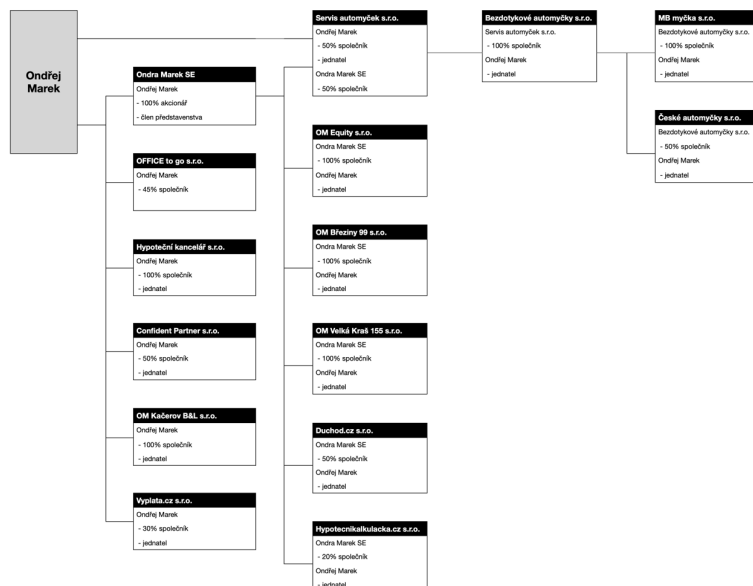 Ondřej
Marek
Ondra Marek SE
Ondřej Marek
- 100% akcionář
- člen představenstva
OFFICE to go s.r.o.
Ondřej Marek
- 45% společník
Hypoteční kancelář s.r.o.
Ondřej Marek
- 100% společník
- jednatel
Confident Partner s.r.o.
Ondřej Marek
- 50% společník
- jednatel
OM Kačerov B&L s.r.o.
Ondřej Marek
- 100% společník
- jednatel
Vyplata.cz s.r.o.
Ondřej Marek
- 30% společník
- jednatel
Servis automyček s.r.o.
Ondřej Marek
- 50% společník
- jednatel
Ondra Marek SE
- 50% společník
OM Equity s.r.o.
Ondra Marek SE
- 100% společník
Ondřej Marek
- jednatel
OM Březiny 99 s.r.o.
Ondra Marek SE
- 100% společník
Ondřej Marek
- jednatel
OM Velká Kraš 155 s.r.o.
Ondra Marek SE
- 100% společník
Ondřej Marek
- jednatel
Duchod.cz s.r.o.
Ondra Marek SE
- 50% společník
Ondřej Marek
- jednatel
Hypotecnikalkulacka.cz s.r.o.
Ondra Marek SE
- 20% společník
Ondřej Marek
- jednatel
Bezdotykové automyčky s.r.o.
Servis automyček s.r.o.
- 100% společník
Ondřej Marek
- jednatel
MB myčka s.r.o.
Bezdotykové automyčky s.r.o.
- 100% společník
Ondřej Marek
- jednatel
České automyčky s.r.o.
Bezdotykové automyčky s.r.o.
- 50% společník
Ondřej Marek
- jednatel